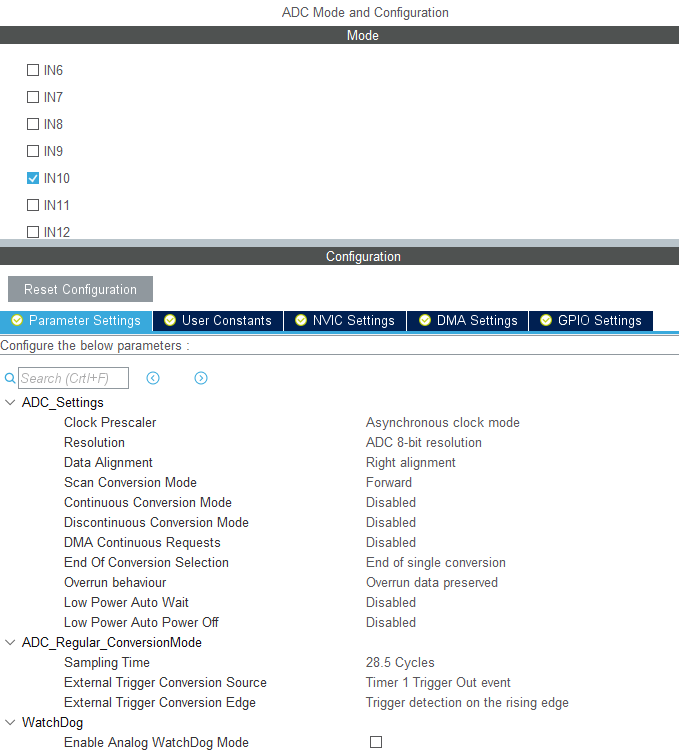 ADC Mode and Configuration
Mode
IN6
IN7
IN8
IN9
IN10
IN11
IN12
Configuration
Reset Configuration
Parameter Settings User Constants NVIC Settings DMA Settings GPIO Settings
Configure the below parameters :
Search (Crtl+F)
ADC_Settings
Clock Prescaler Asynchronous clock mode
Resolution ADC 8-bit resolution
Data Alignment Right alignment
Scan Conversion Mode Forward
Continuous Conversion Mode Disabled
Discontinuous Conversion Mode Disabled
DMA Continuous Requests Disabled
End Of Conversion Selection End of single conversion
Overrun behaviour Overrun data preserved
Low Power Auto Wait Disabled
Low Power Auto Power Off Disabled
ADC_Regular_ConversionMode
Sampling Time 28.5 Cycles
External Trigger Conversion Source Timer 1 Trigger Out event
External Trigger Conversion Edge Trigger detection on the rising edge
WatchDog
Enable Analog WatchDog Mode